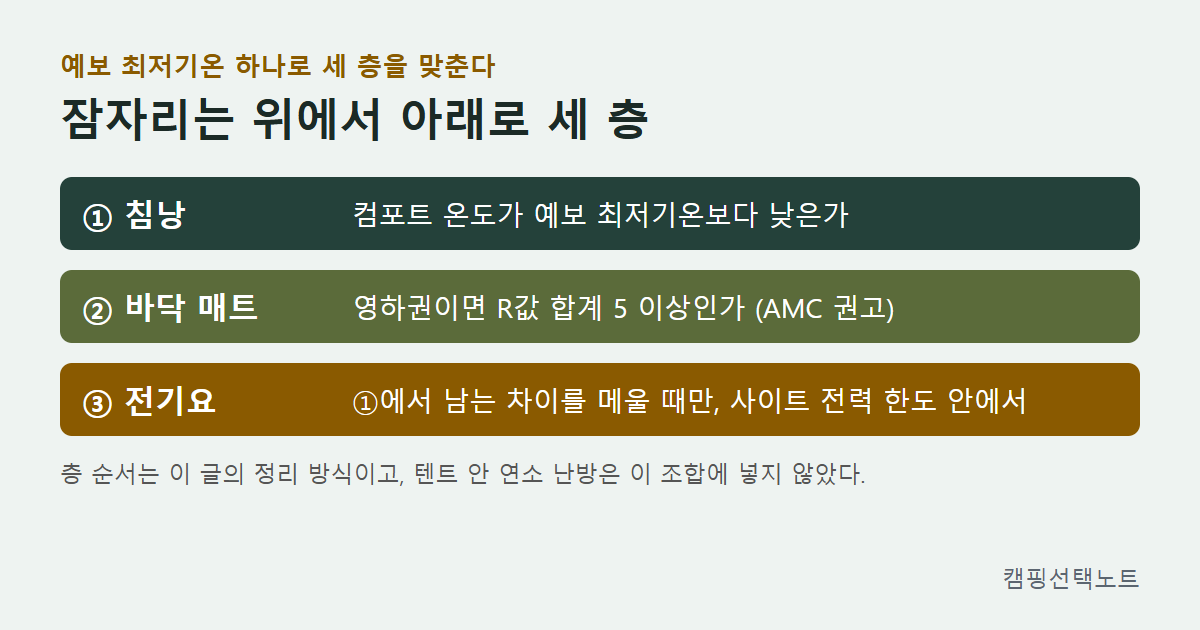 예보 최저기온 하나로 세 층을 맞춘다
잠자리는 위에서 아래로 세 층
① 침낭 컴포트 온도가 예보 최저기온보다 낮은가
② 바닥 매트 영하권이면 R값 합계 5 이상인가 (AMC 권고)
③ 전기요 ①에서 남는 차이를 메울 때만, 사이트 전력 한도 안에서
층 순서는 이 글의 정리 방식이고, 텐트 안 연소 난방은 이 조합에 넣지 않았다.
캠핑선택노트